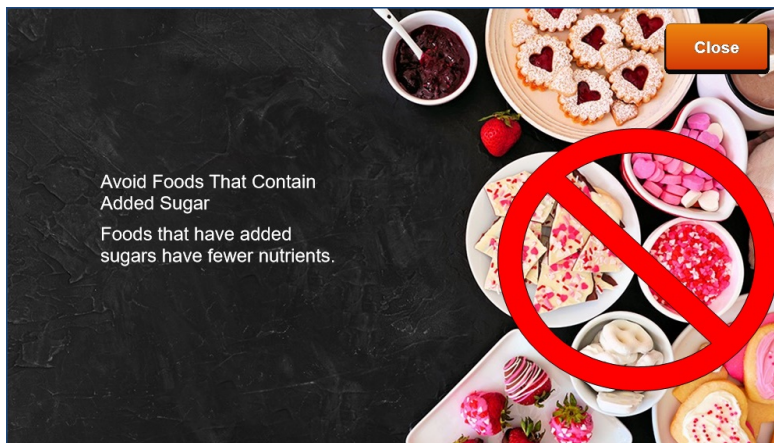 Close
Avoid Foods That Contain
Added Sugar
Foods that have added
sugars have fewer nutrients.